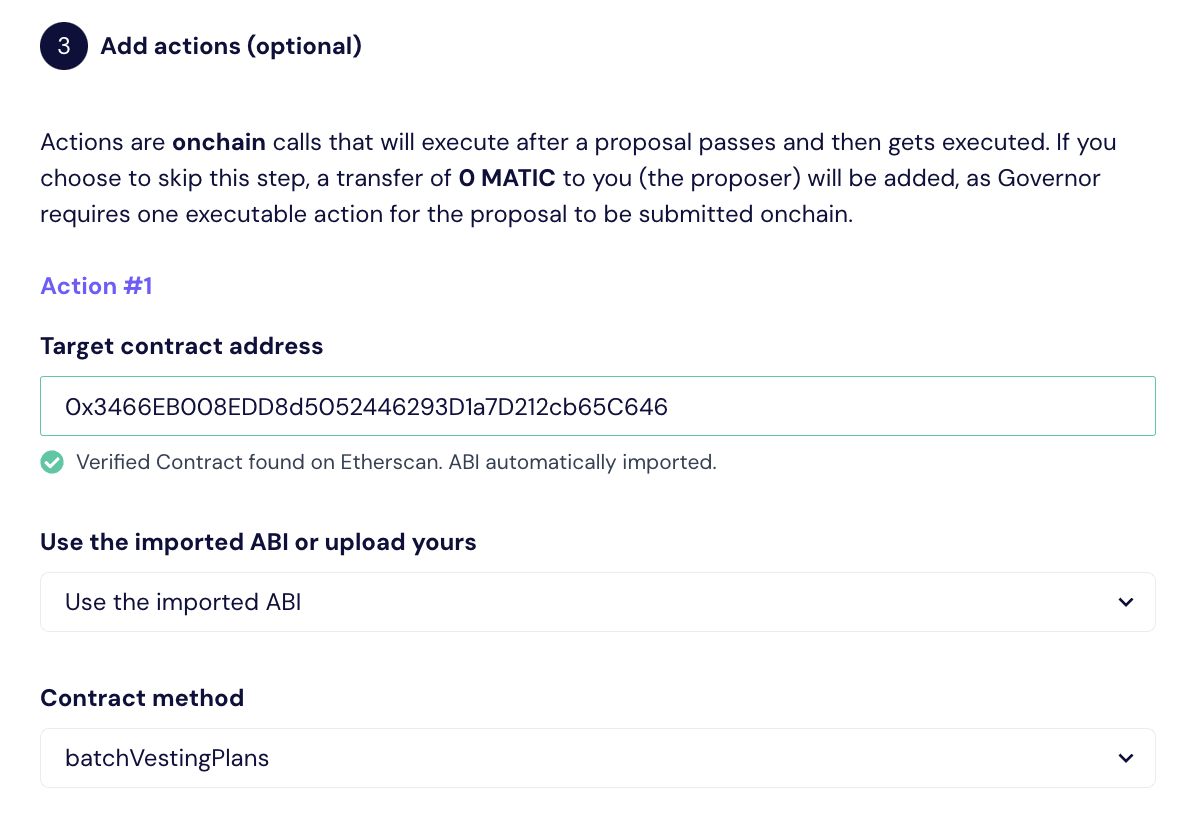 3 Add actions (optional)
Actions are onchain calls that will execute after a proposal passes and then gets executed. If you
choose to skip this step, a transfer of 0 MATIC to you (the proposer) will be added, as Governor
requires one executable action for the proposal to be submitted onchain.
Action #1
Target contract address
0x3466EB008EDD8d5052446293D1a7D212cb65C646
Verified Contract found on Etherscan. ABI automatically imported.
Use the imported ABI or upload yours
Use the imported ABI
Contract method
batchVestingPlans